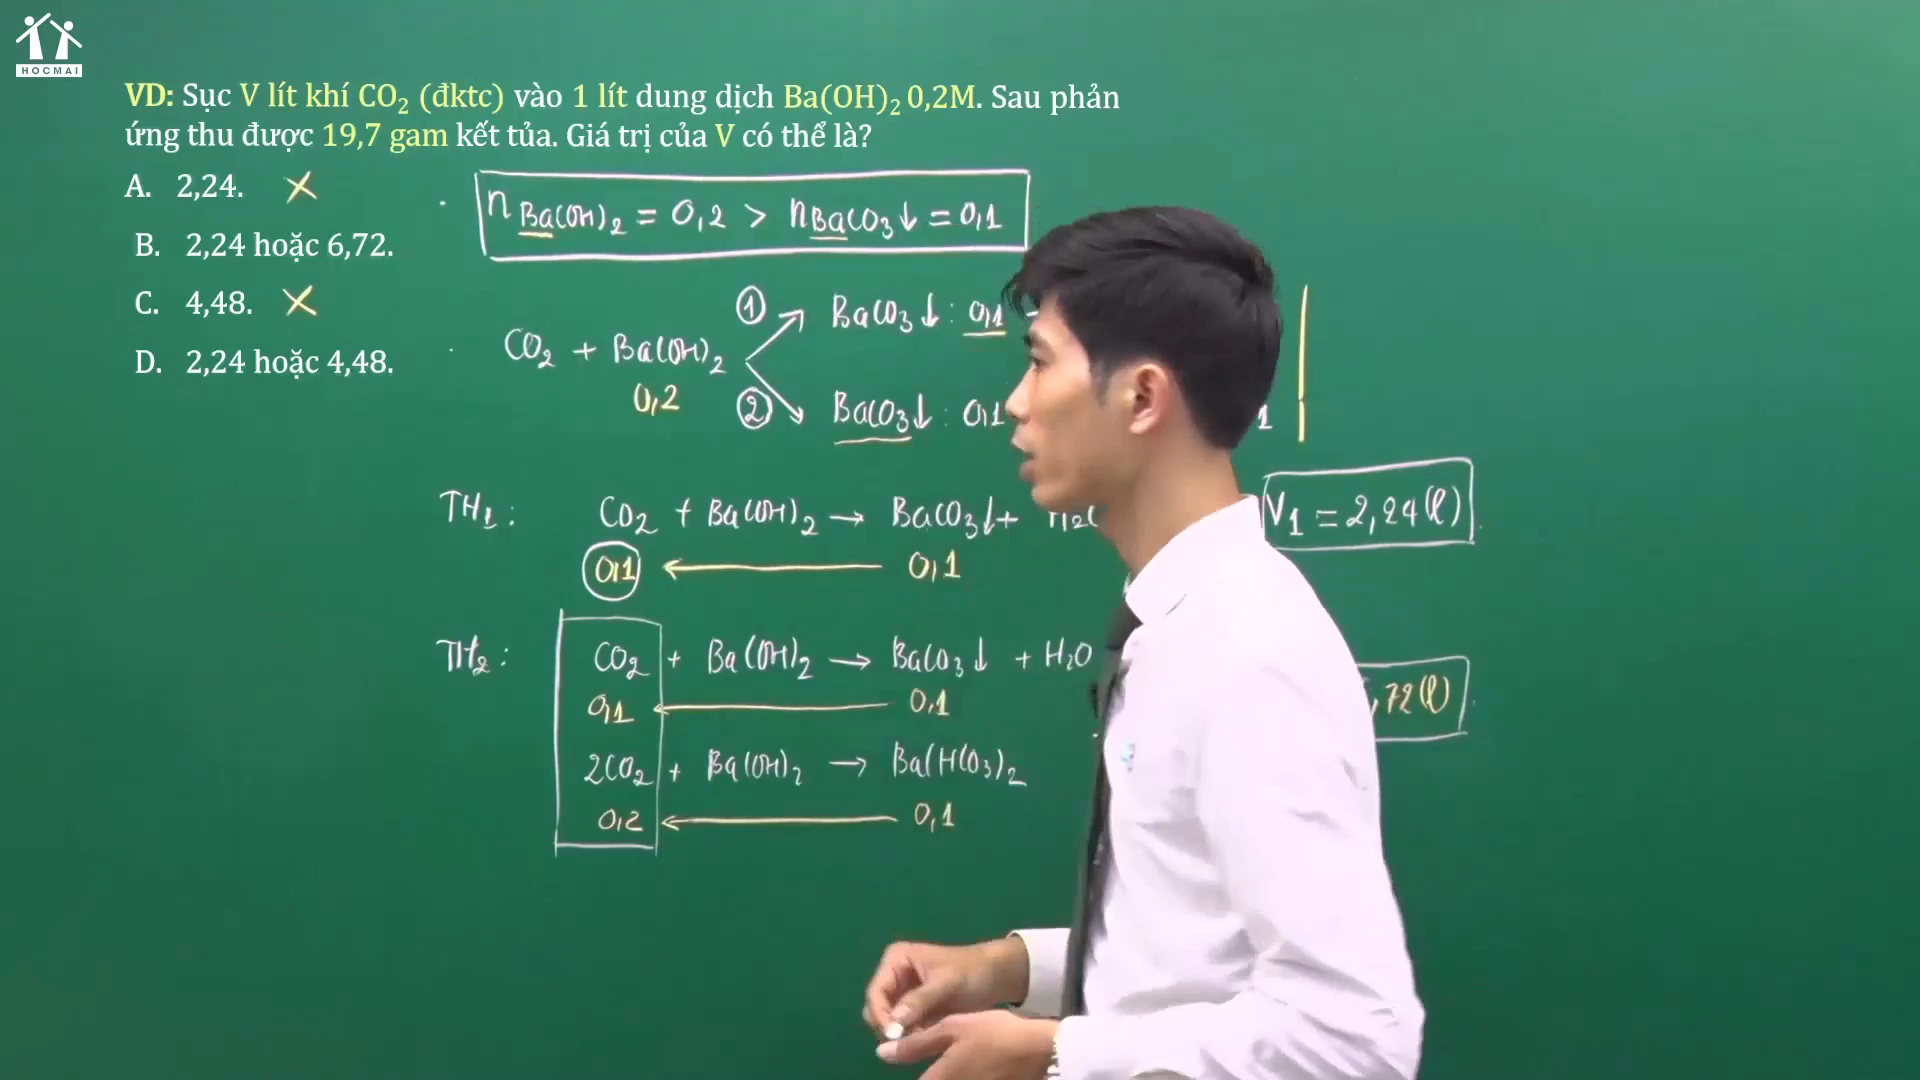 HOCMAI
VD: Sục V lít khí CO₂ (đktc) vào 1 lít dung dịch Ba(OH)₂ 0,2M. Sau phản
ứng thu được 19,7 gam kết tủa. Giá trị của V có thể là?
A. 2,24.
B. 2,24 hoặc 6,72.
C. 4,48.
D. 2,24 hoặc 4,48.
n Ba(OH)₂ = 0,2 > n BaCO₃↓ = 0,1
① BaCO₃↓ : 0,1
CO₂ + Ba(OH)₂
0,2
② BaCO₃↓ : 0,1
1
TH₁ : CO₂ + Ba(OH)₂ → BaCO₃↓ + V₁ = 2,24(l)
0,1 ← 0,1
TH₂ : CO₂ + Ba(OH)₂ → BaCO₃↓ + H₂O
0,1 ← 0,1
,72(l)
2CO₂ + Ba(OH)₂ → Ba(HCO₃)₂
0,2 ← 0,1